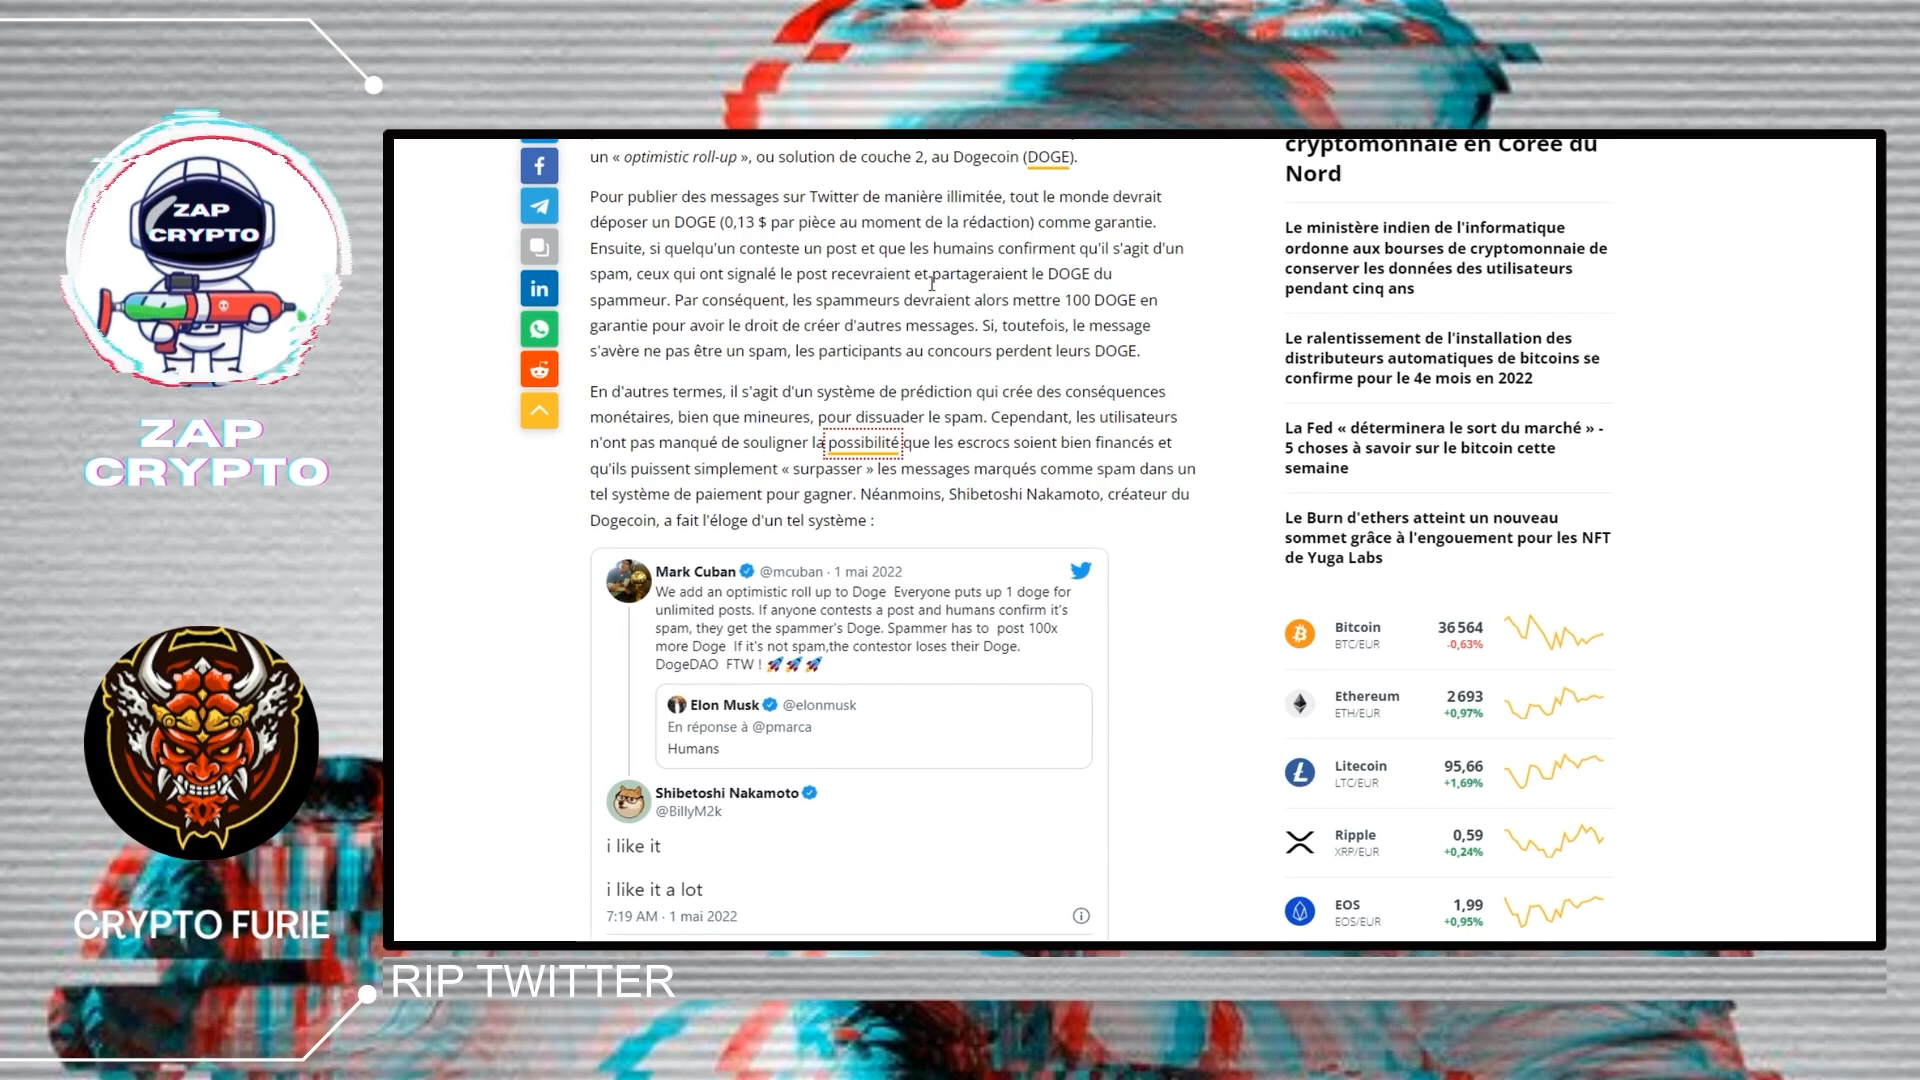 ZAP
CRYPTO
ZAP
CRYPTO
CRYPTO FURIE
un « optimistic roll-up », ou solution de couche 2, au Dogecoin (DOGE).
Pour publier des messages sur Twitter de manière illimitée, tout le monde devrait
déposer un DOGE (0,13 $ par pièce au moment de la rédaction) comme garantie.
Ensuite, si quelqu'un conteste un post et que les humains confirment qu'il s'agit d'un
spam, ceux qui ont signalé le post recevraient et partageraient le DOGE du
spammeur. Par conséquent, les spammeurs devraient alors mettre 100 DOGE en
garantie pour avoir le droit de créer d'autres messages. Si, toutefois, le message
s'avère ne pas être un spam, les participants au concours perdent leurs DOGE.
En d'autres termes, il s'agit d'un système de prédiction qui crée des conséquences
monétaires, bien que mineures, pour dissuader le spam. Cependant, les utilisateurs
n'ont pas manqué de souligner la possibilité que les escrocs soient bien financés et
qu'ils puissent simplement « surpasser » les messages marqués comme spam dans un
tel système de paiement pour gagner. Néanmoins, Shibetoshi Nakamoto, créateur du
Dogecoin, a fait l'éloge d'un tel système :
Mark Cuban @mcuban · 1 mai 2022
We add an optimistic roll up to Doge Everyone puts up 1 doge for
unlimited posts. If anyone contests a post and humans confirm it's
spam, they get the spammer's Doge. Spammer has to post 100x
more Doge If it's not spam,the contestor loses their Doge.
DogeDAO FTW ! 🚀🚀🚀
Elon Musk @elonmusk
En réponse à @pmarca
Humans
Shibetoshi Nakamoto
@BillyM2k
i like it
i like it a lot
7:19 AM · 1 mai 2022
cryptomonnaie en Corée du
Nord
Le ministère indien de l'informatique
ordonne aux bourses de cryptomonnaie de
conserver les données des utilisateurs
pendant cinq ans
Le ralentissement de l'installation des
distributeurs automatiques de bitcoins se
confirme pour le 4e mois en 2022
La Fed « déterminera le sort du marché » -
5 choses à savoir sur le bitcoin cette
semaine
Le Burn d'ethers atteint un nouveau
sommet grâce à l'engouement pour les NFT
de Yuga Labs
Bitcoin 36 564
BTC/EUR -0,63%
Ethereum 2 693
ETH/EUR +0,97%
Litecoin 95,66
LTC/EUR +1,69%
Ripple 0,59
XRP/EUR +0,24%
EOS 1,99
EOS/EUR +0,95%
RIP TWITTER